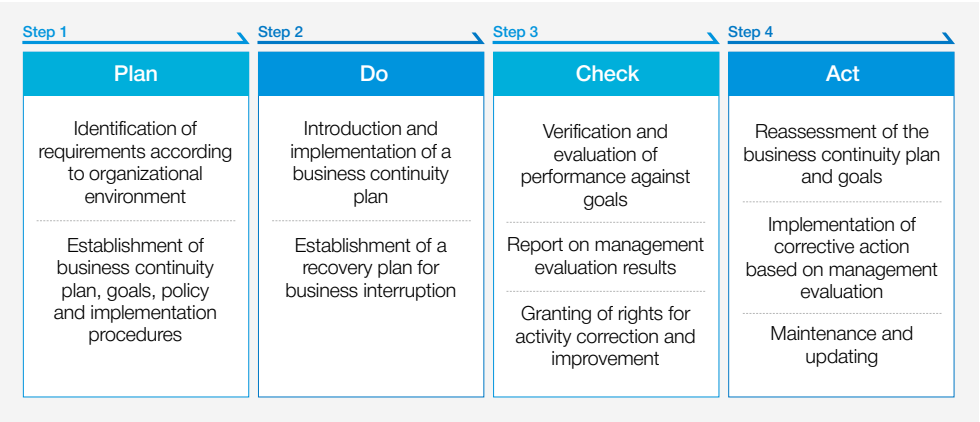 Step 1
Plan
Identification of
requirements according
to organizational
environment
Establishment of
business continuity
plan, goals, policy
and implementation
procedures
Step 2
Do
Introduction and
implementation of a
business continuity
plan
Establishment of a
recovery plan for
business interruption
Step 3
Check
Verification and
evaluation of
performance against
goals
Report on management
evaluation results
Granting of rights for
activity correction and
improvement
Step 4
Act
Reassessment of the
business continuity plan
and goals
Implementation of
corrective action
based on management
evaluation
Maintenance and
updating